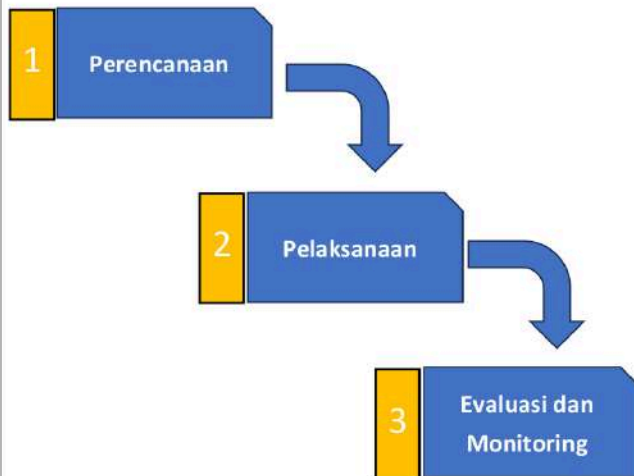 1
Perencanaan
2
Pelaksanaan
3
Evaluasi dan
Monitoring